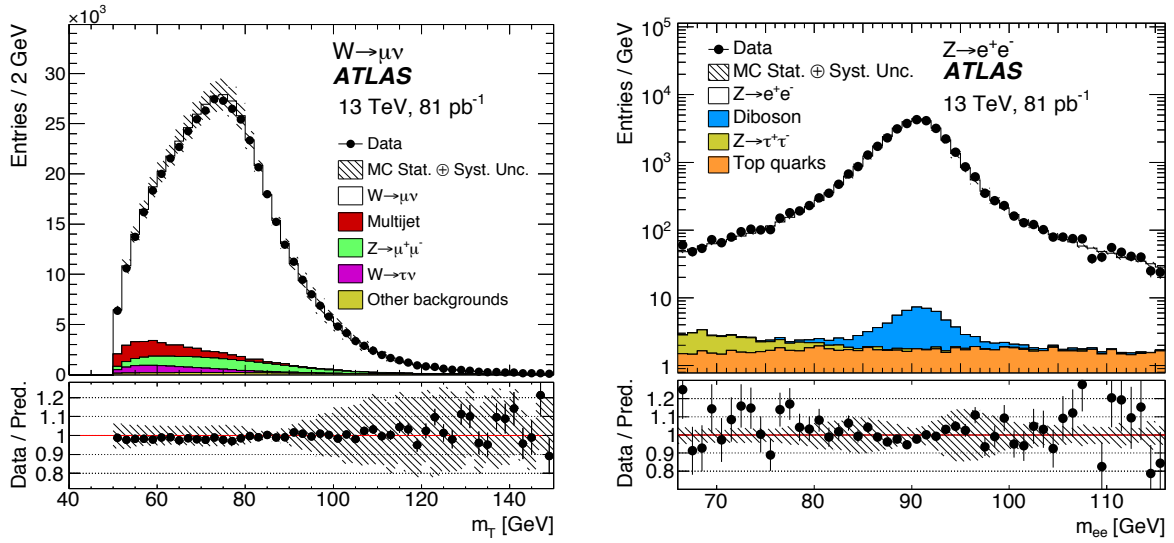 ×10³
Entries / 2 GeV
30
25
20
15
10
5
0
W→μν
ATLAS
13 TeV, 81 pb⁻¹
Data
MC Stat. ⊕ Syst. Unc.
W→μν
Multijet
Z→μ⁺μ⁻
W→τν
Other backgrounds
Data / Pred.
1.2
1.1
1
0.9
0.8
40 60 80 100 120 140
m_T [GeV]
Entries / GeV
10⁵
10⁴
10³
10²
10
1
Data
MC Stat. ⊕ Syst. Unc.
Z→e⁺e⁻
Diboson
Z→τ⁺τ⁻
Top quarks
Z→e⁺e⁻
ATLAS
13 TeV, 81 pb⁻¹
Data / Pred.
1.2
1.1
1
0.9
0.8
70 80 90 100 110
m_ee [GeV]